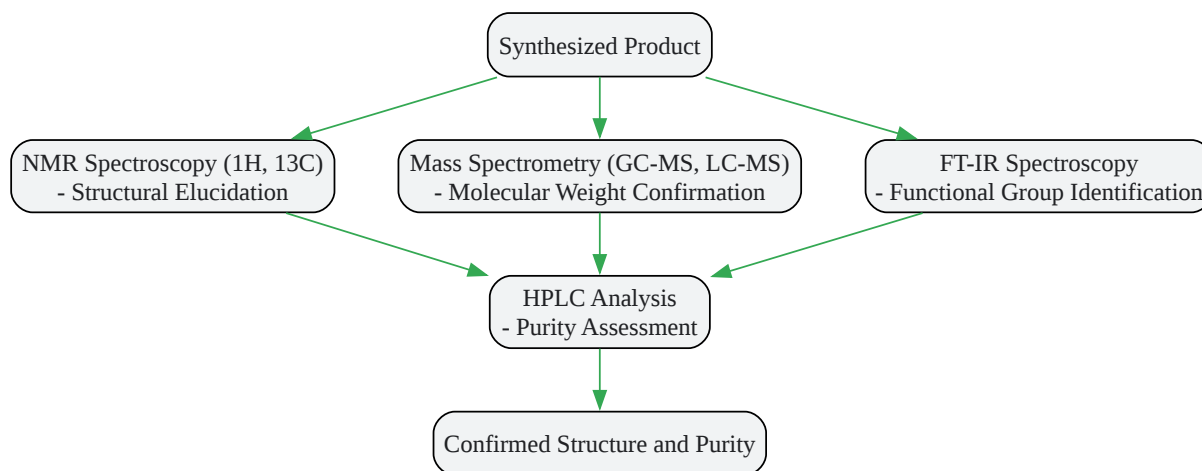 Synthesized Product
NMR Spectroscopy (1H, 13C)
- Structural Elucidation
Mass Spectrometry (GC-MS, LC-MS)
- Molecular Weight Confirmation
FT-IR Spectroscopy
- Functional Group Identification
HPLC Analysis
- Purity Assessment
Confirmed Structure and Purity